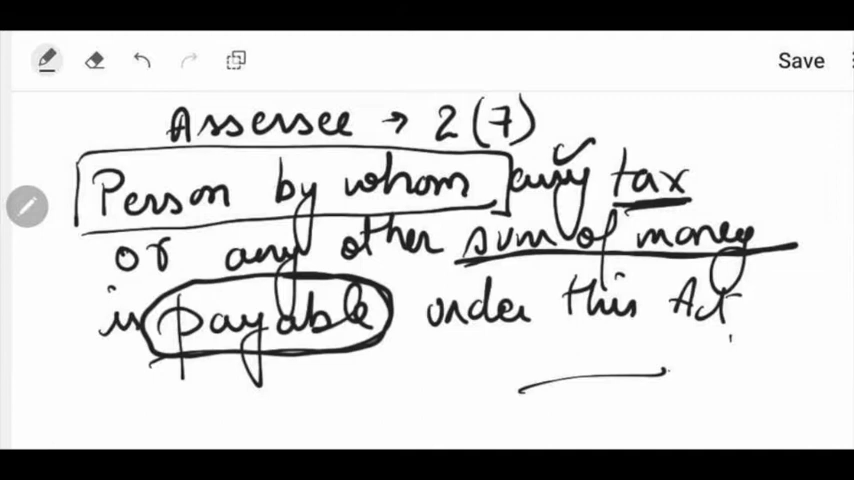 Save
Assessee → 2(7)
Person by whom any tax
or any other sum of money
is payable under this Act.